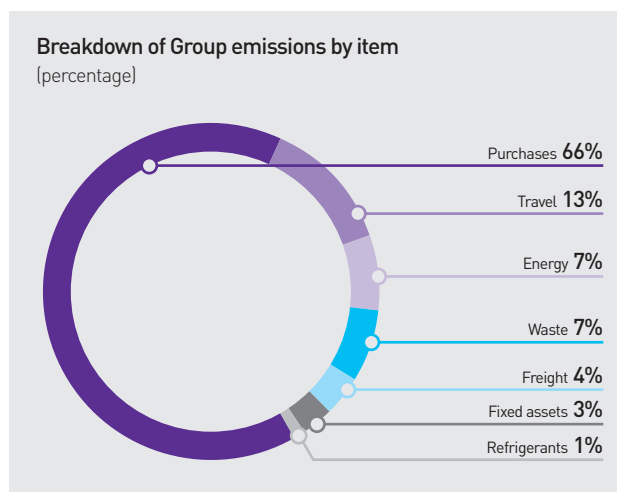 Breakdown of Group emissions by item
(percentage)
Purchases 66%
Travel 13%
Energy 7%
Waste 7%
Freight 4%
Fixed assets 3%
Refrigerants 1%